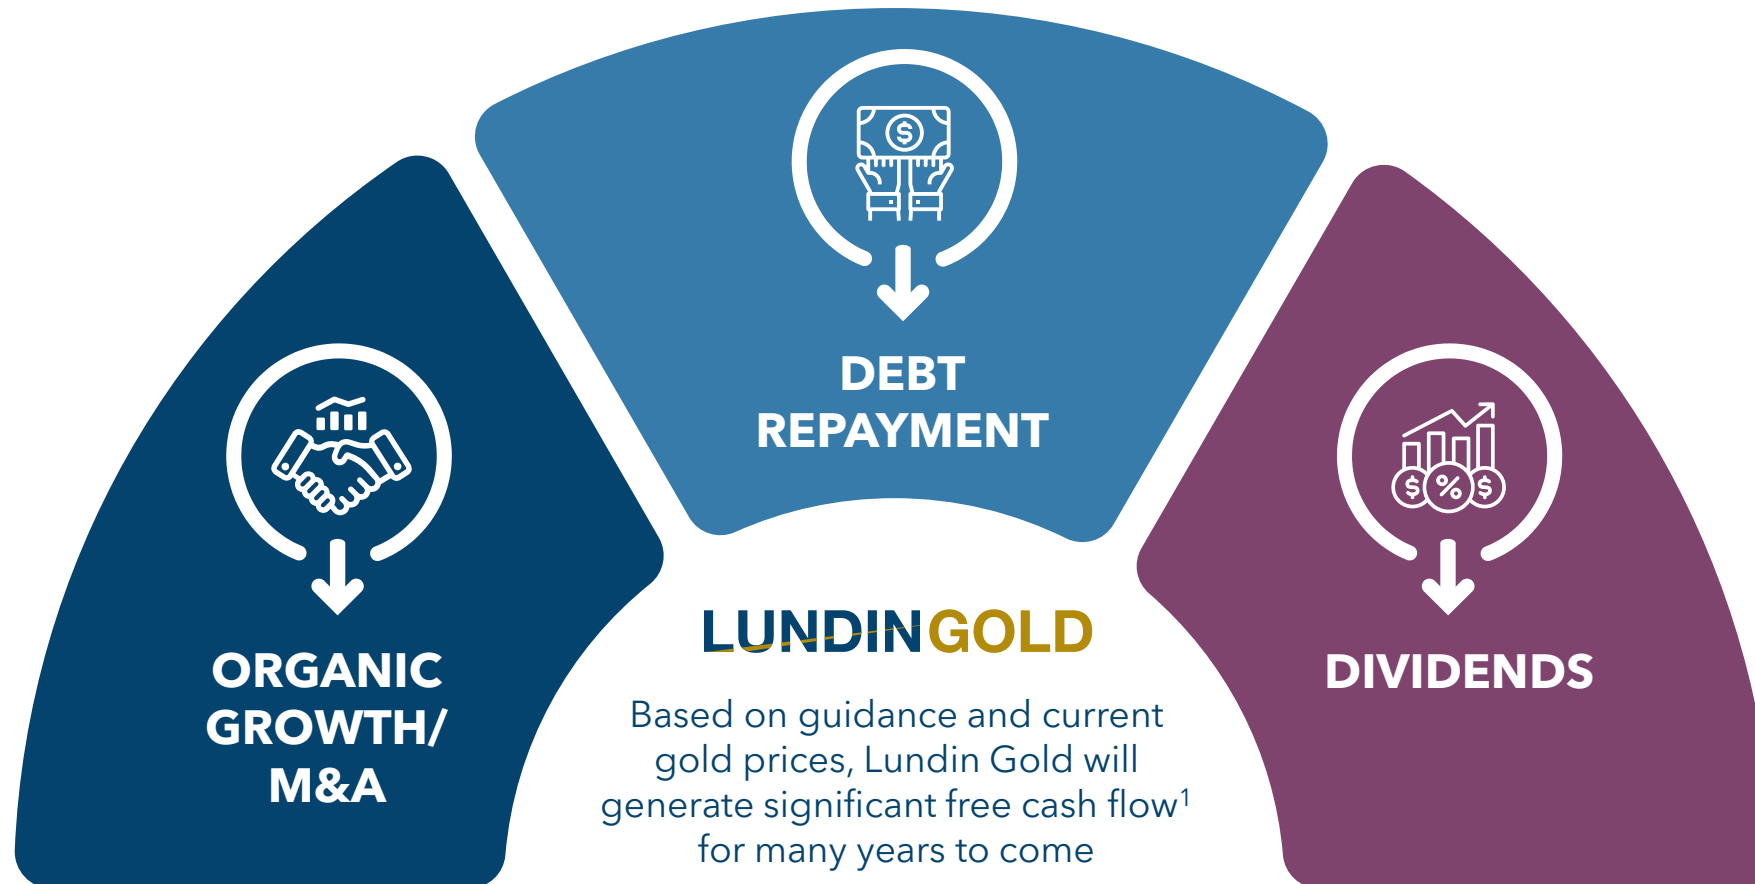 DEBT
REPAYMENT
ORGANIC
GROWTH/
M&A
DIVIDENDS
LUNDINGOLD
Based on guidance and current
gold prices, Lundin Gold will
generate significant free cash flow¹
for many years to come
$
$ % $